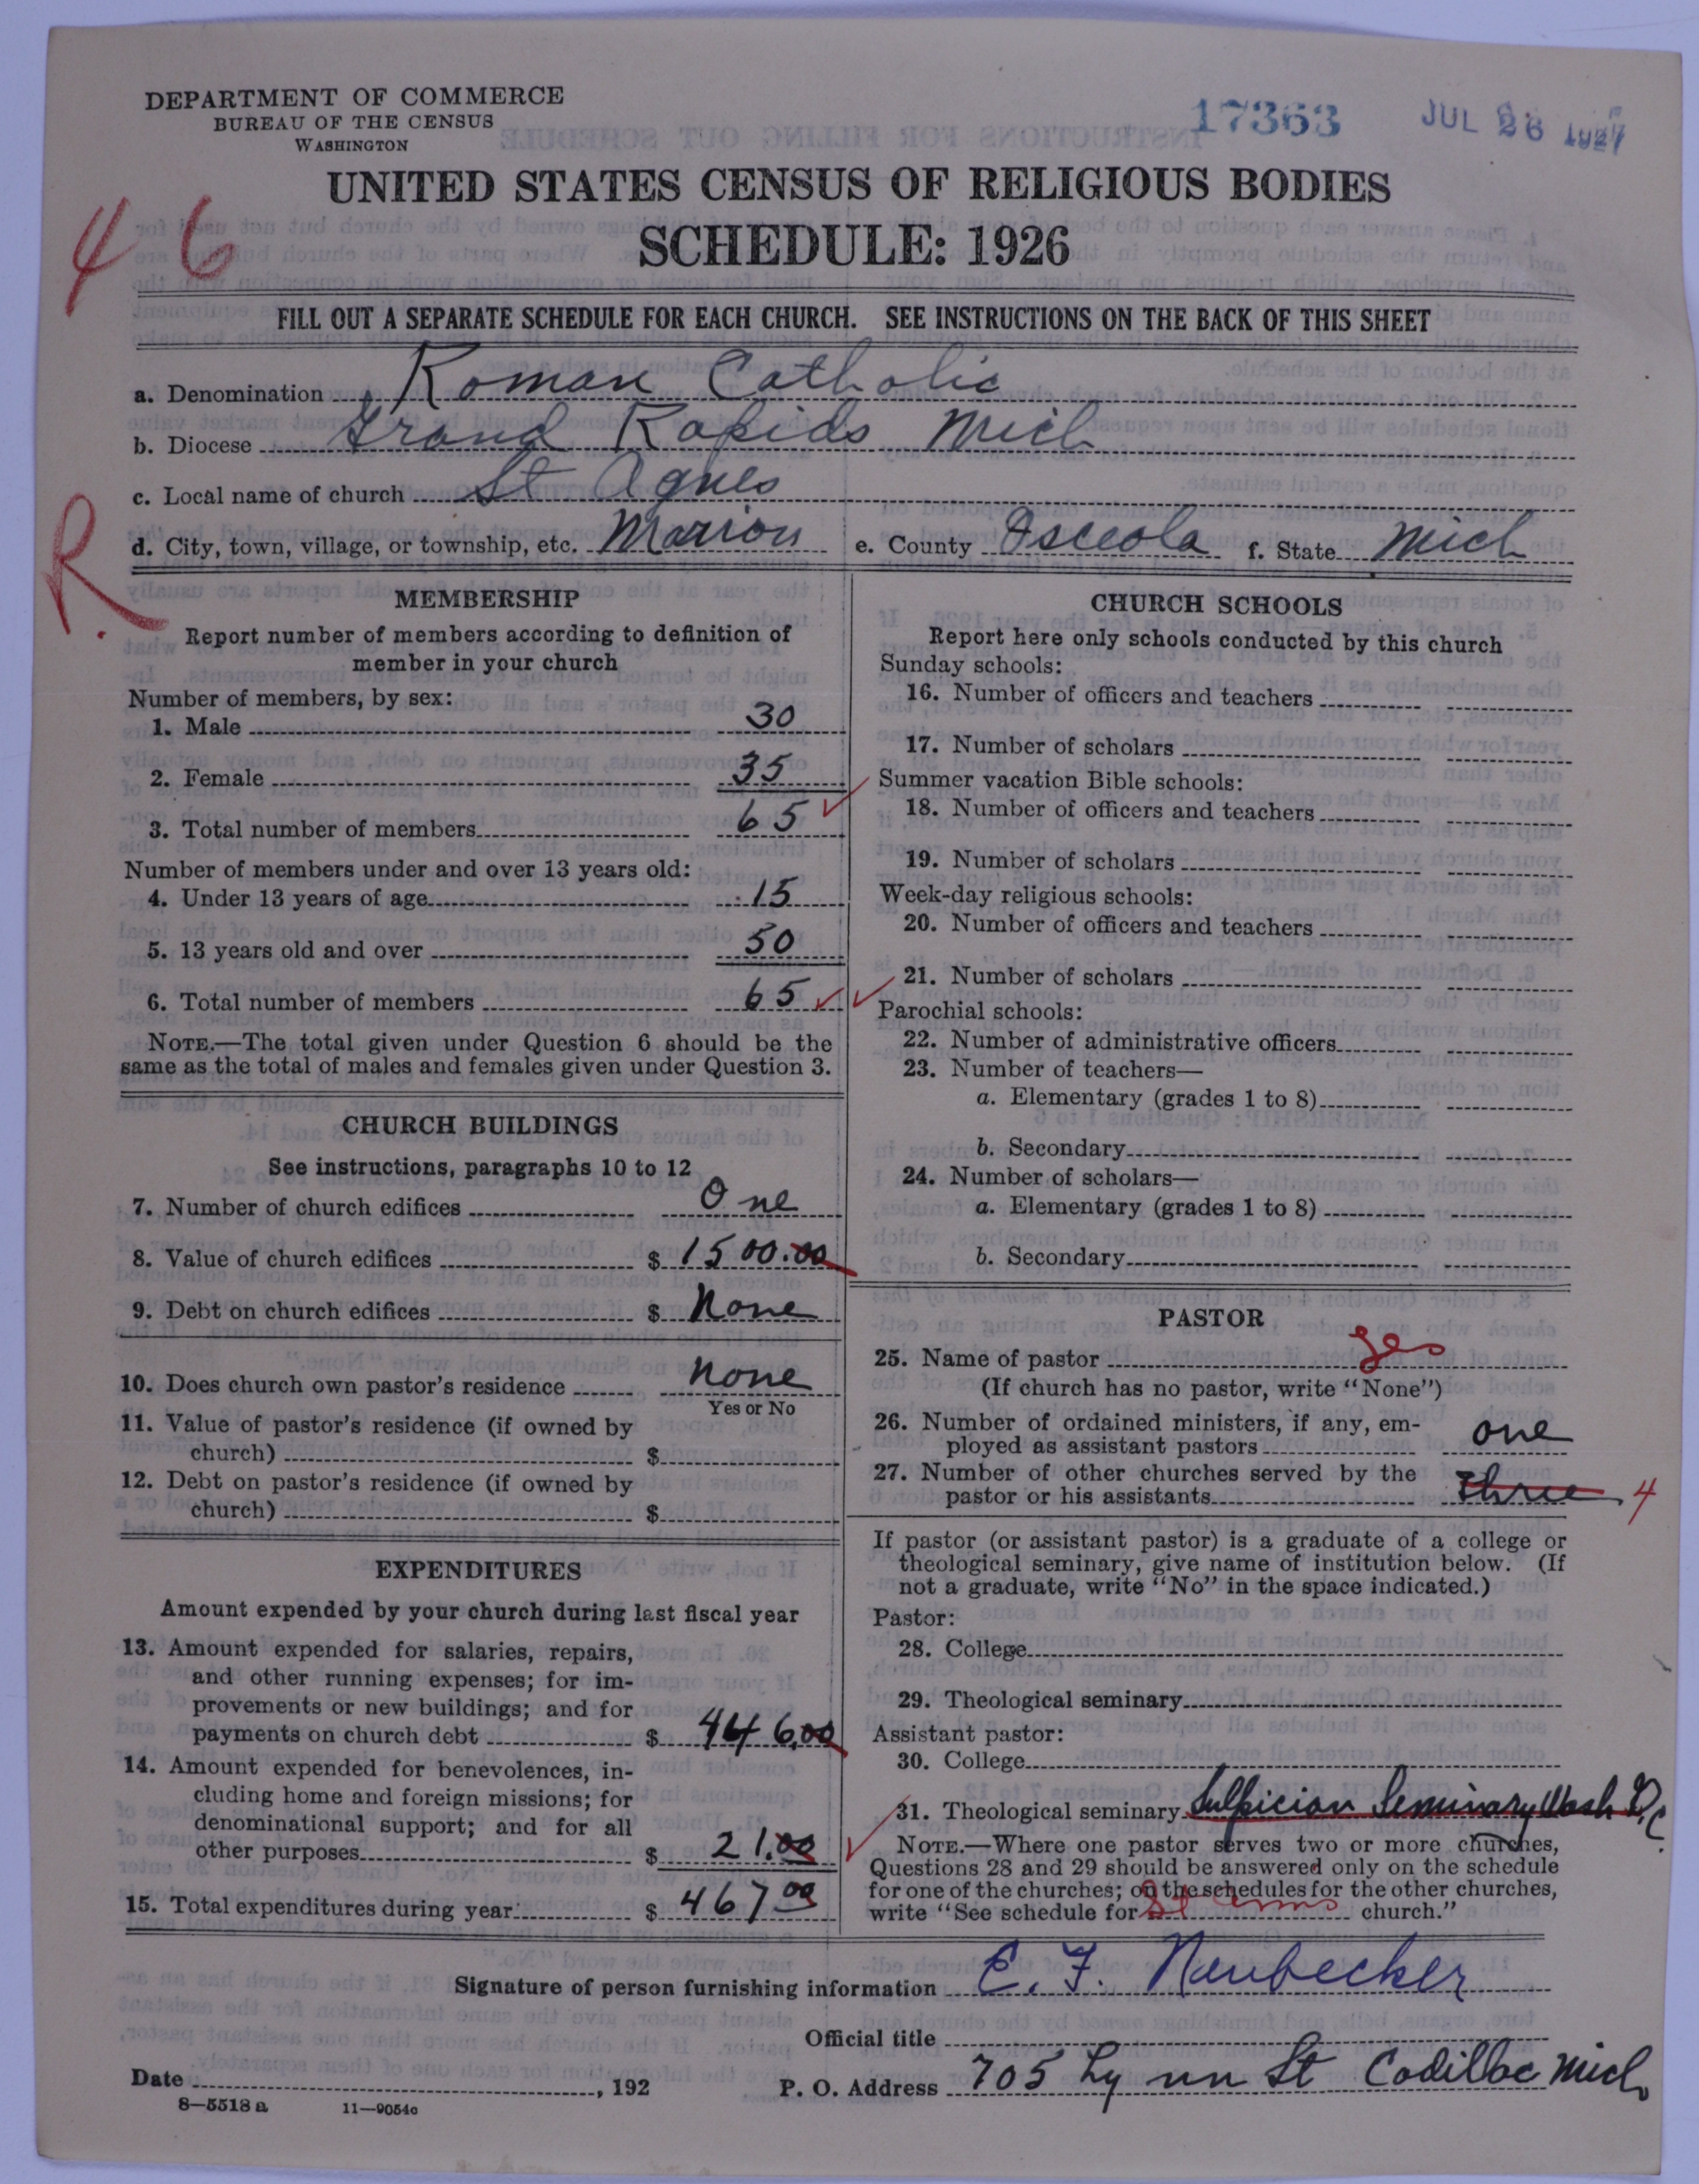 DEPARTMENT OF COMMERCE
BUREAU OF THE CENSUS
WASHINGTON
17363 JUL 26 1927
UNITED STATES CENSUS OF RELIGIOUS BODIES
SCHEDULE: 1926
46
FILL OUT A SEPARATE SCHEDULE FOR EACH CHURCH. SEE INSTRUCTIONS ON THE BACK OF THIS SHEET
a. Denomination Roman Catholic
b. Diocese Grand Rapids Mich
c. Local name of church St Agnes
R.
d. City, town, village, or township, etc. Marion e. County Osceola f. State Mich
MEMBERSHIP
Report number of members according to definition of
member in your church
Number of members, by sex:
1. Male 30
2. Female 35
3. Total number of members 65
Number of members under and over 13 years old:
4. Under 13 years of age 15
5. 13 years old and over 50
6. Total number of members 65
NOTE.—The total given under Question 6 should be the
same as the total of males and females given under Question 3.
CHURCH BUILDINGS
See instructions, paragraphs 10 to 12
7. Number of church edifices One
8. Value of church edifices $ 1500.00
9. Debt on church edifices $ None
10. Does church own pastor's residence None
Yes or No
11. Value of pastor's residence (if owned by
church) $
12. Debt on pastor's residence (if owned by
church) $
EXPENDITURES
Amount expended by your church during last fiscal year
13. Amount expended for salaries, repairs,
and other running expenses; for im-
provements or new buildings; and for
payments on church debt $ 446.00
14. Amount expended for benevolences, in-
cluding home and foreign missions; for
denominational support; and for all
other purposes $ 21.00
15. Total expenditures during year $ 467 00
CHURCH SCHOOLS
Report here only schools conducted by this church
Sunday schools:
16. Number of officers and teachers
17. Number of scholars
Summer vacation Bible schools:
18. Number of officers and teachers
19. Number of scholars
Week-day religious schools:
20. Number of officers and teachers
21. Number of scholars
Parochial schools:
22. Number of administrative officers
23. Number of teachers—
a. Elementary (grades 1 to 8)
b. Secondary
24. Number of scholars—
a. Elementary (grades 1 to 8)
b. Secondary
PASTOR
25. Name of pastor yes
(If church has no pastor, write "None")
26. Number of ordained ministers, if any, em-
ployed as assistant pastors one
27. Number of other churches served by the
pastor or his assistants three 4
If pastor (or assistant pastor) is a graduate of a college or
theological seminary, give name of institution below. (If
not a graduate, write "No" in the space indicated.)
Pastor:
28. College
29. Theological seminary
Assistant pastor:
30. College
31. Theological seminary Sulpician Seminary Wash D.C.
NOTE.—Where one pastor serves two or more churches,
Questions 28 and 29 should be answered only on the schedule
for one of the churches; on the schedules for the other churches,
write "See schedule for St Anns church."
Signature of person furnishing information E. F. Neubecker
Official title
Date , 192 P. O. Address 705 Lynn St Cadillac Mich
8—5518 a 11—9054c